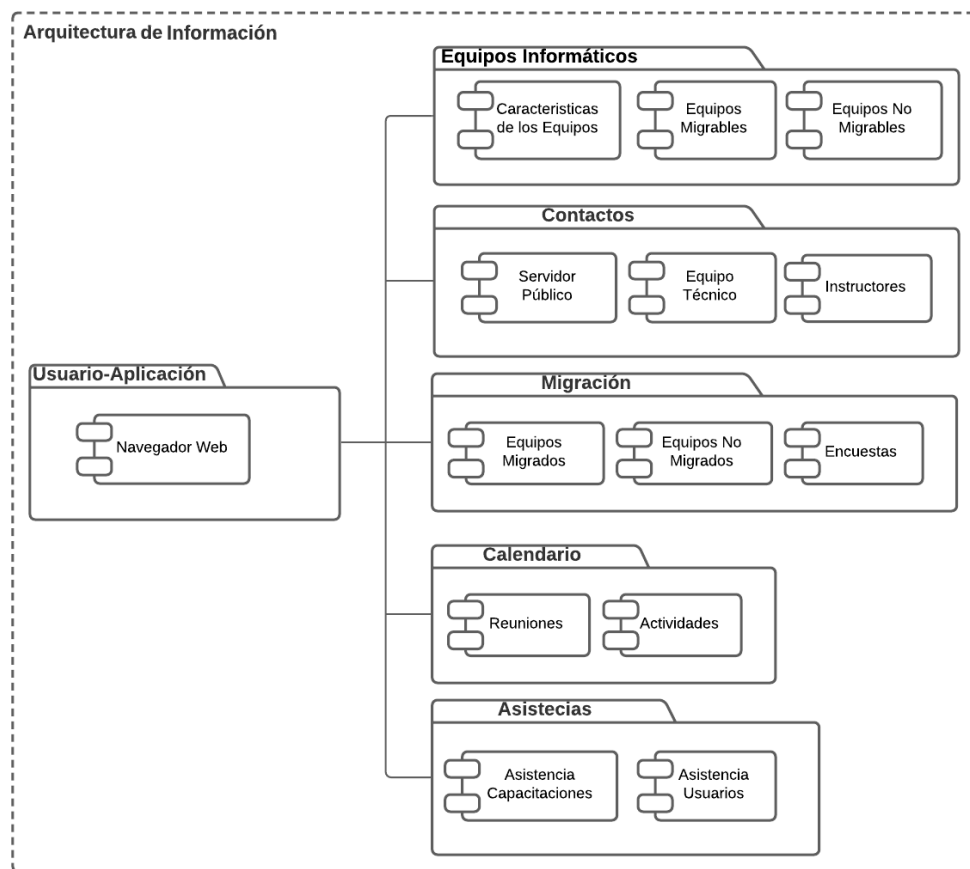 Arquitectura de Información
Equipos Informáticos
Caracteristicas
de los Equipos
Equipos
Migrables
Equipos No
Migrables
Contactos
Servidor
Público
Equipo
Técnico
Instructores
Usuario-Aplicación
Navegador Web
Migración
Equipos
Migrados
Equipos No
Migrados
Encuestas
Calendario
Reuniones
Actividades
Asistecias
Asistencia
Capacitaciones
Asistencia
Usuarios